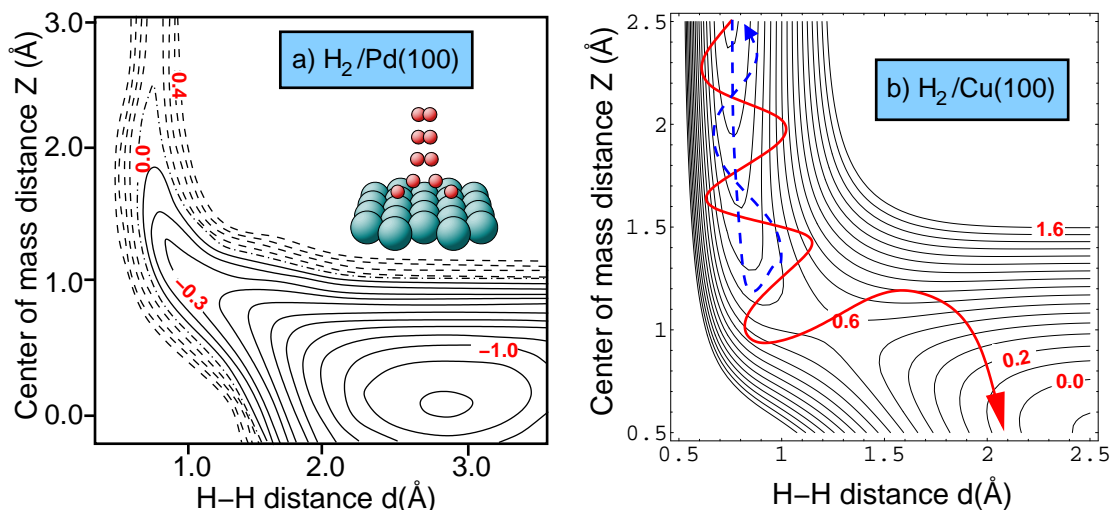 a) H2/Pd(100)
Center of mass distance Z (Å)
3.0
2.0
1.0
0.0
0.4
0.0
−0.3
−1.0
1.0 2.0 3.0
H−H distance d(Å)
b) H2/Cu(100)
Center of mass distance Z (Å)
2.5
2
1.5
1
0.5
1.6
0.6
0.2
0.0
0.5 1 1.5 2 2.5
H−H distance d(Å)